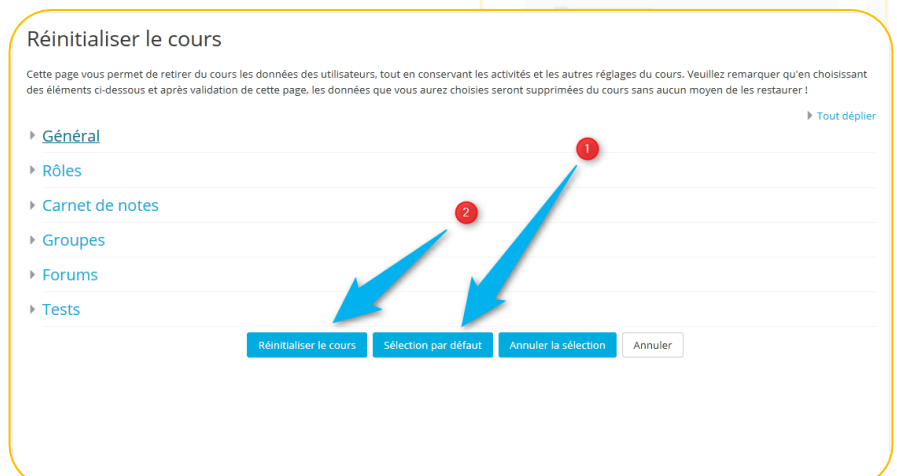 Réinitialiser le cours
Cette page vous permet de retirer du cours les données des utilisateurs, tout en conservant les activités et les autres réglages du cours. Veuillez remarquer qu'en choisissant
des éléments ci-dessous et après validation de cette page, les données que vous aurez choisies seront supprimées du cours sans aucun moyen de les restaurer !
Tout déplier
Général
1
Rôles
Carnet de notes
2
Groupes
Forums
Tests
Réinitialiser le cours Sélection par défaut Annuler la sélection Annuler